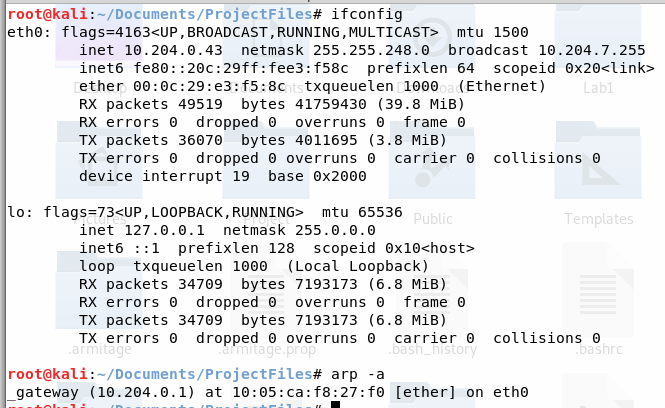 root@kali:~/Documents/ProjectFiles# ifconfig
eth0: flags=4163<UP,BROADCAST,RUNNING,MULTICAST>  mtu 1500
        inet 10.204.0.43  netmask 255.255.248.0  broadcast 10.204.7.255
        inet6 fe80::20c:29ff:fee3:f58c  prefixlen 64  scopeid 0x20<link>
        ether 00:0c:29:e3:f5:8c  txqueuelen 1000  (Ethernet)
        RX packets 49519  bytes 41759430 (39.8 MiB)
        RX errors 0  dropped 0  overruns 0  frame 0
        TX packets 36070  bytes 4011695 (3.8 MiB)
        TX errors 0  dropped 0 overruns 0  carrier 0  collisions 0
        device interrupt 19  base 0x2000
lo: flags=73<UP,LOOPBACK,RUNNING>  mtu 65536
        inet 127.0.0.1  netmask 255.0.0.0
        inet6 ::1  prefixlen 128  scopeid 0x10<host>
        loop  txqueuelen 1000  (Local Loopback)
        RX packets 34709  bytes 7193173 (6.8 MiB)
        RX errors 0  dropped 0  overruns 0  frame 0
        TX packets 34709  bytes 7193173 (6.8 MiB)
        TX errors 0  dropped 0 overruns 0  carrier 0  collisions 0
root@kali:~/Documents/ProjectFiles# arp -a
_gateway (10.204.0.1) at 10:05:ca:f8:27:f0 [ether] on eth0
root@kali:~/Documents/ProjectFiles#
Lab1
Pictures
Project
Public
Templates
.armitage
.armitage.prop
.bash_history
.bashrc